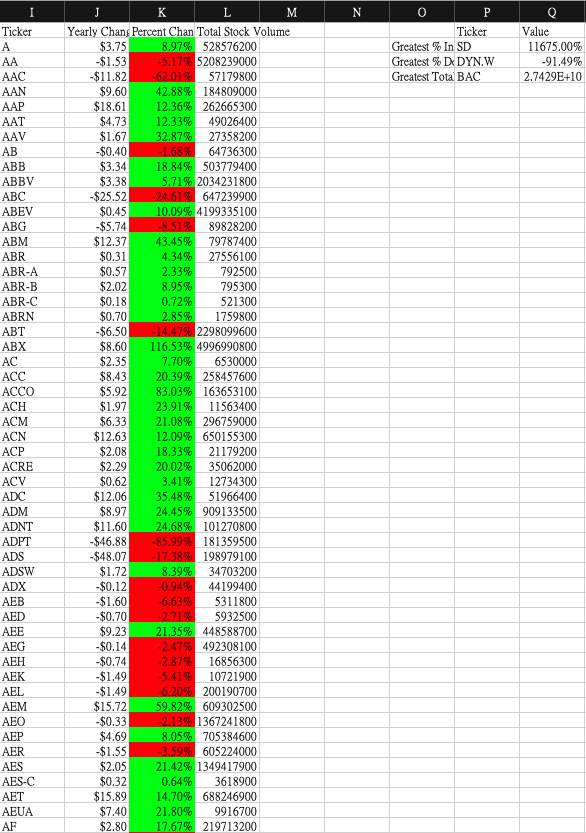 I J K L M N O P Q
Ticker Yearly Chang Percent Chan Total Stock Volume Ticker Value
A $3.75 8.97% 528576200 Greatest % In SD 11675.00%
AA -$1.53 -5.17% 5208239000 Greatest % De DYN.W -91.49%
AAC -$11.82 -62.01% 57179800 Greatest Total BAC 2.7429E+10
AAN $9.60 42.88% 184809000
AAP $18.61 12.36% 262665300
AAT $4.73 12.33% 49026400
AAV $1.67 32.87% 27358200
AB -$0.40 -1.68% 64736300
ABB $3.34 18.84% 503779400
ABBV $3.38 5.71% 2034231800
ABC -$25.52 -24.61% 647239900
ABEV $0.45 10.09% 4199335100
ABG -$5.74 -8.51% 89828200
ABM $12.37 43.45% 79787400
ABR $0.31 4.34% 27556100
ABR-A $0.57 2.33% 792500
ABR-B $2.02 8.95% 795300
ABR-C $0.18 0.72% 521300
ABRN $0.70 2.85% 1759800
ABT -$6.50 -14.47% 2298099600
ABX $8.60 116.53% 4996990800
AC $2.35 7.70% 6530000
ACC $8.43 20.39% 258457600
ACCO $5.92 83.03% 163653100
ACH $1.97 23.91% 11563400
ACM $6.33 21.08% 296759000
ACN $12.63 12.09% 650155300
ACP $2.08 18.33% 21179200
ACRE $2.29 20.02% 35062000
ACV $0.62 3.41% 12734300
ADC $12.06 35.48% 51966400
ADM $8.97 24.45% 909133500
ADNT $11.60 24.68% 101270800
ADPT -$46.88 -85.99% 181359500
ADS -$48.07 -17.38% 198979100
ADSW $1.72 8.39% 34703200
ADX -$0.12 -0.94% 44199400
AEB -$1.60 -6.63% 5311800
AED -$0.70 -2.71% 5932500
AEE $9.23 21.35% 448588700
AEG -$0.14 -2.47% 492308100
AEH -$0.74 -2.87% 16856300
AEK -$1.49 -5.41% 10721900
AEL -$1.49 -6.20% 200190700
AEM $15.72 59.82% 609302500
AEO -$0.33 -2.13% 1367241800
AEP $4.69 8.05% 705384600
AER -$1.55 -3.59% 605224000
AES $2.05 21.42% 1349417900
AES-C $0.32 0.64% 3618900
AET $15.89 14.70% 688246900
AEUA $7.40 21.80% 9916700
AF $2.80 17.67% 219713200